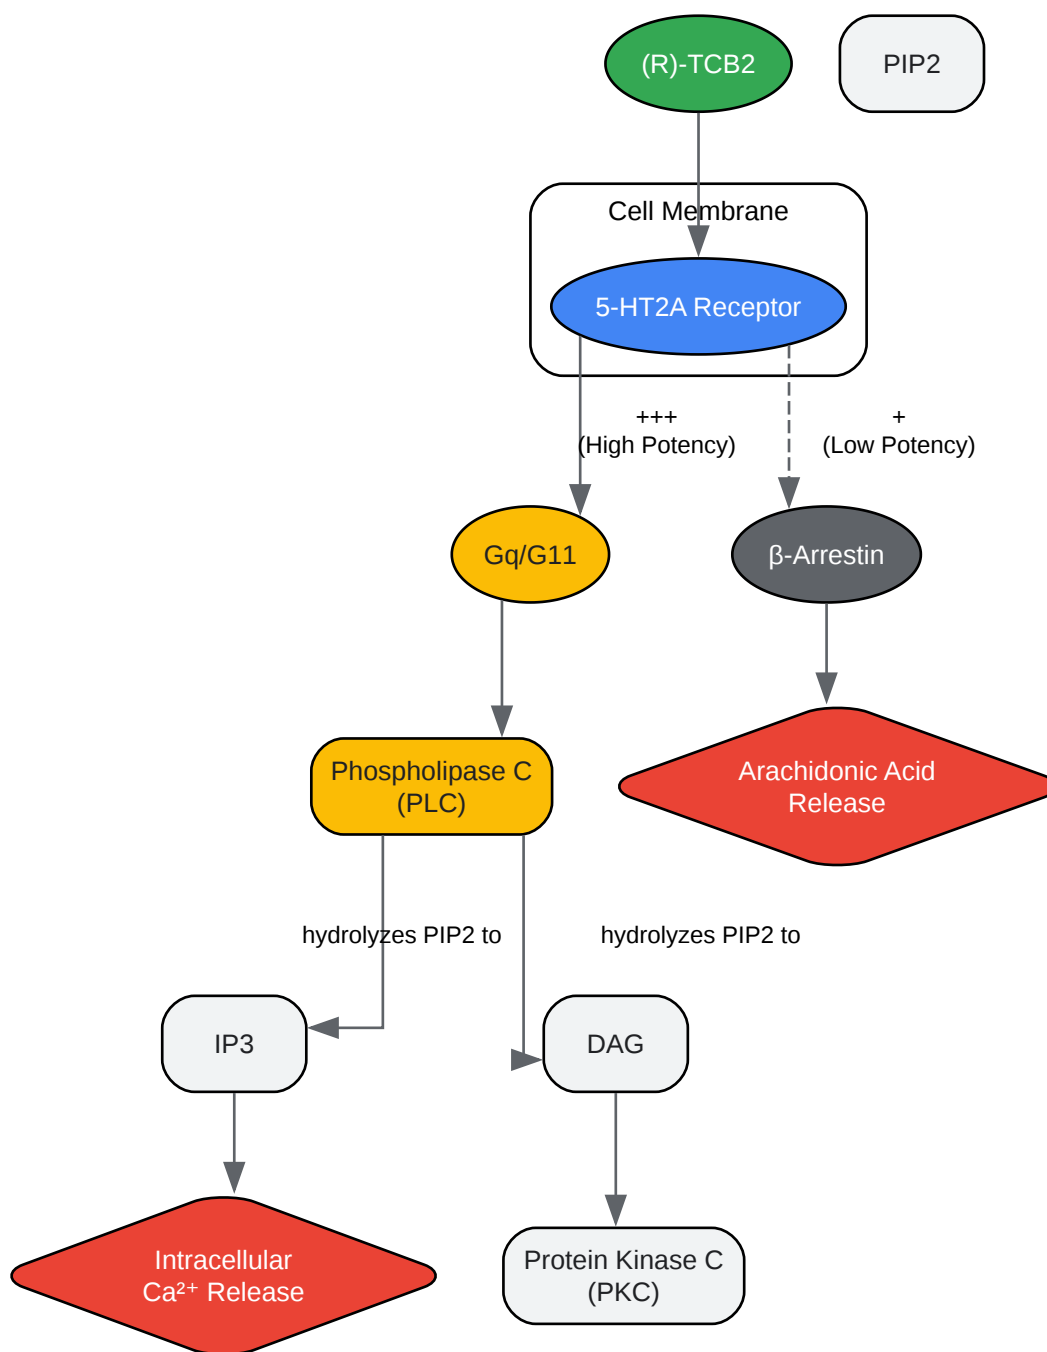 (R)-TCB2
PIP2
Cell Membrane
5-HT2A Receptor
+++
(High Potency)
+
(Low Potency)
Gq/G11
β-Arrestin
Phospholipase C
(PLC)
Arachidonic Acid
Release
hydrolyzes PIP2 to
hydrolyzes PIP2 to
IP3
DAG
Intracellular
Ca²⁺ Release
Protein Kinase C
(PKC)